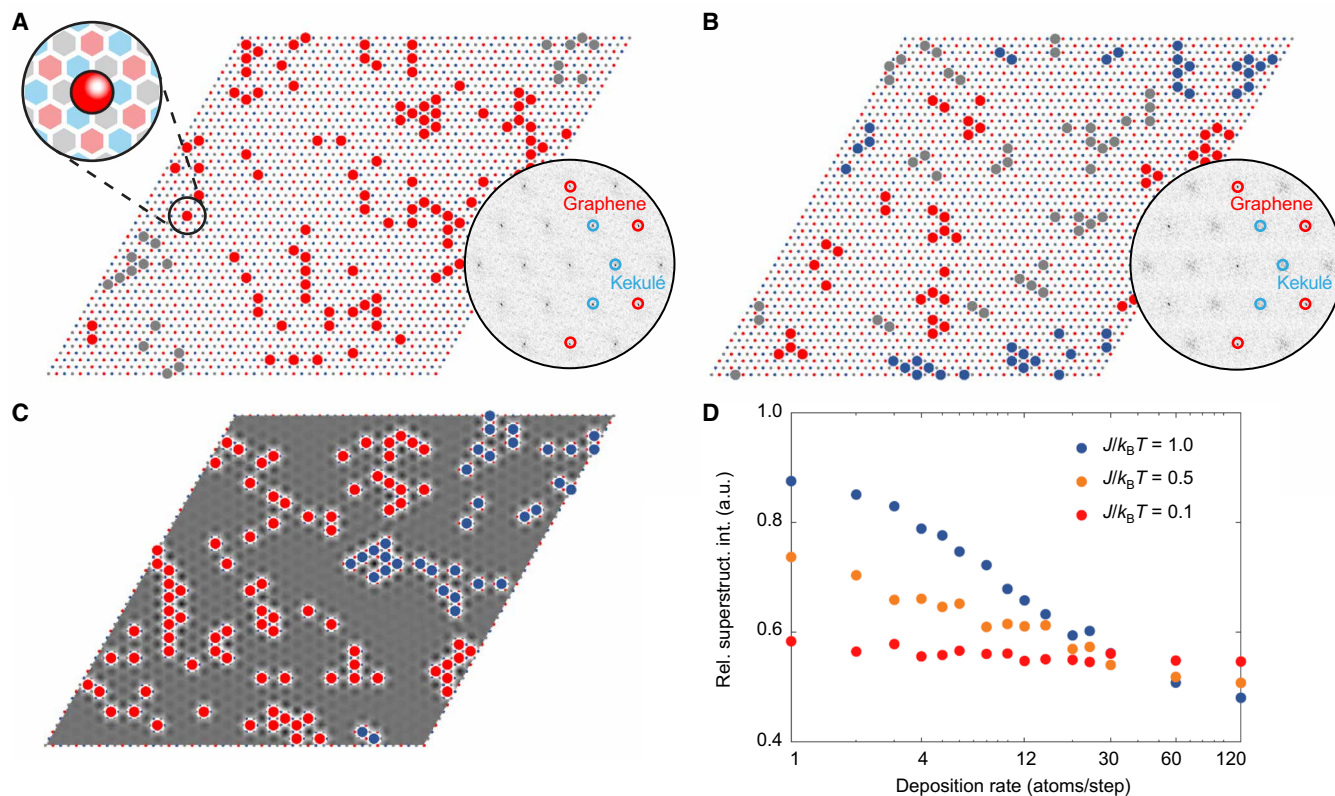 A
Graphene
Kekulé
B
Graphene
Kekulé
C
D
Rel. superstruct. int. (a.u.)
1.0
0.8
0.6
0.4
J/kBT = 1.0
J/kBT = 0.5
J/kBT = 0.1
1 4 12 30 60 120
Deposition rate (atoms/step)